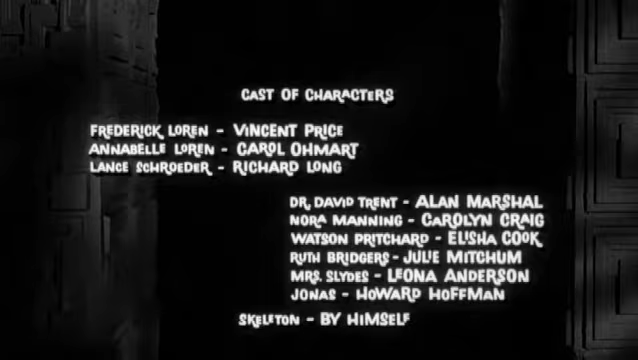 CAST OF CHARACTERS
FREDERICK LOREN - VINCENT PRICE
ANNABELLE LOREN - CAROL OHMART
LANCE SCHROEDER - RICHARD LONG
DR. DAVID TRENT - ALAN MARSHAL
NORA MANNING - CAROLYN CRAIG
WATSON PRITCHARD - ELISHA COOK
RUTH BRIDGERS - JULIE MITCHUM
MRS. SLYDES - LEONA ANDERSON
JONAS - HOWARD HOFFMAN
SKELETON - BY HIMSELF